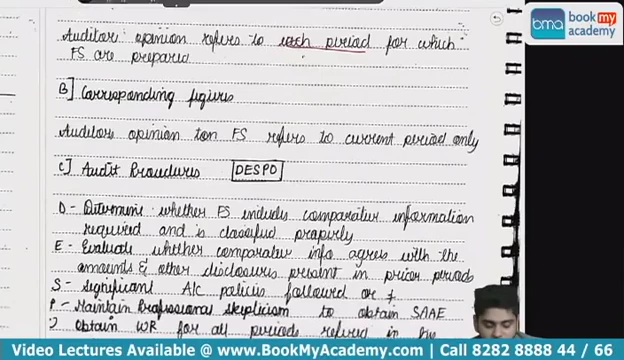 Auditors opinion refers to each period for which
FS are prepared
B] Corresponding figures
Auditors opinion on FS refers to current period only
C] Audit Procedures DESPO
D - Determine whether FS includes comparative information
required and is classified properly
E - Evaluate whether comparative info agrees with the
amounts & other disclosures present in prior periods
S - Significant A/C policies followed or
P - Maintain Professional skepticism to obtain SAAE
O obtain WR for all periods refered in the
bma book my academy
Video Lectures Available @ www.BookMyAcademy.com | Call 8282 8888 44 / 66